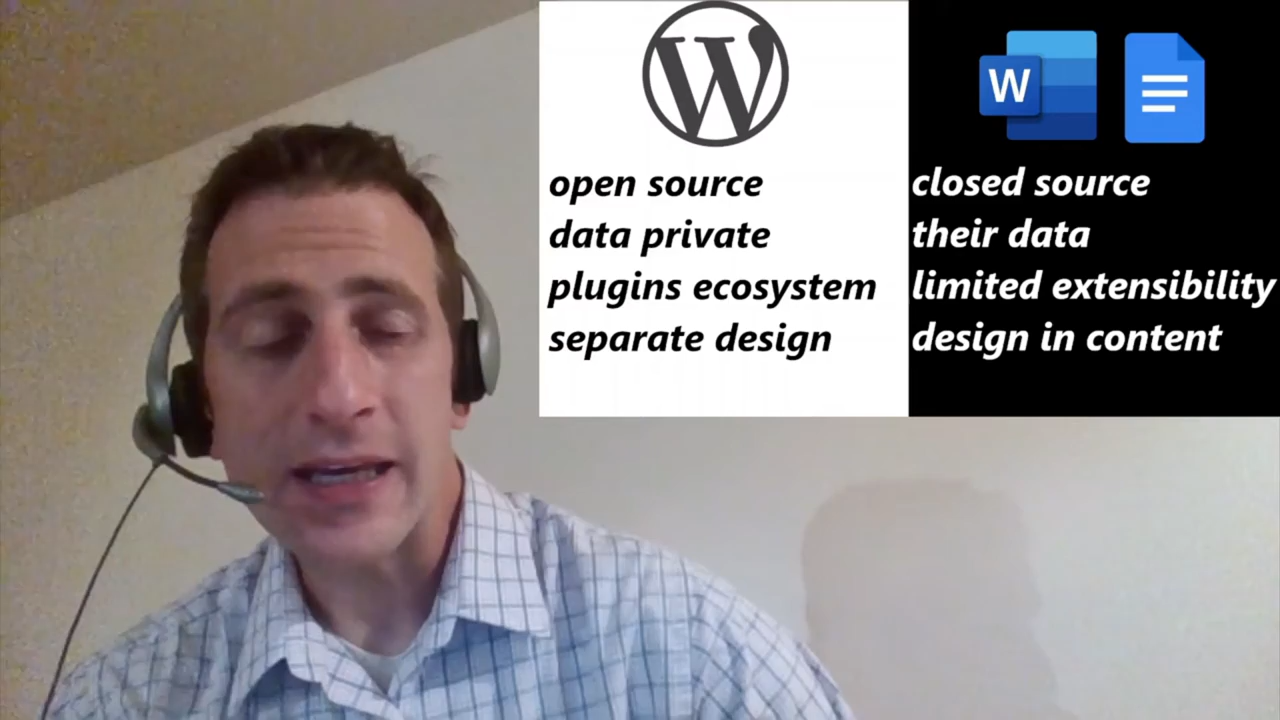 W
W
open source
data private
plugins ecosystem
separate design
closed source
their data
limited extensibility
design in content